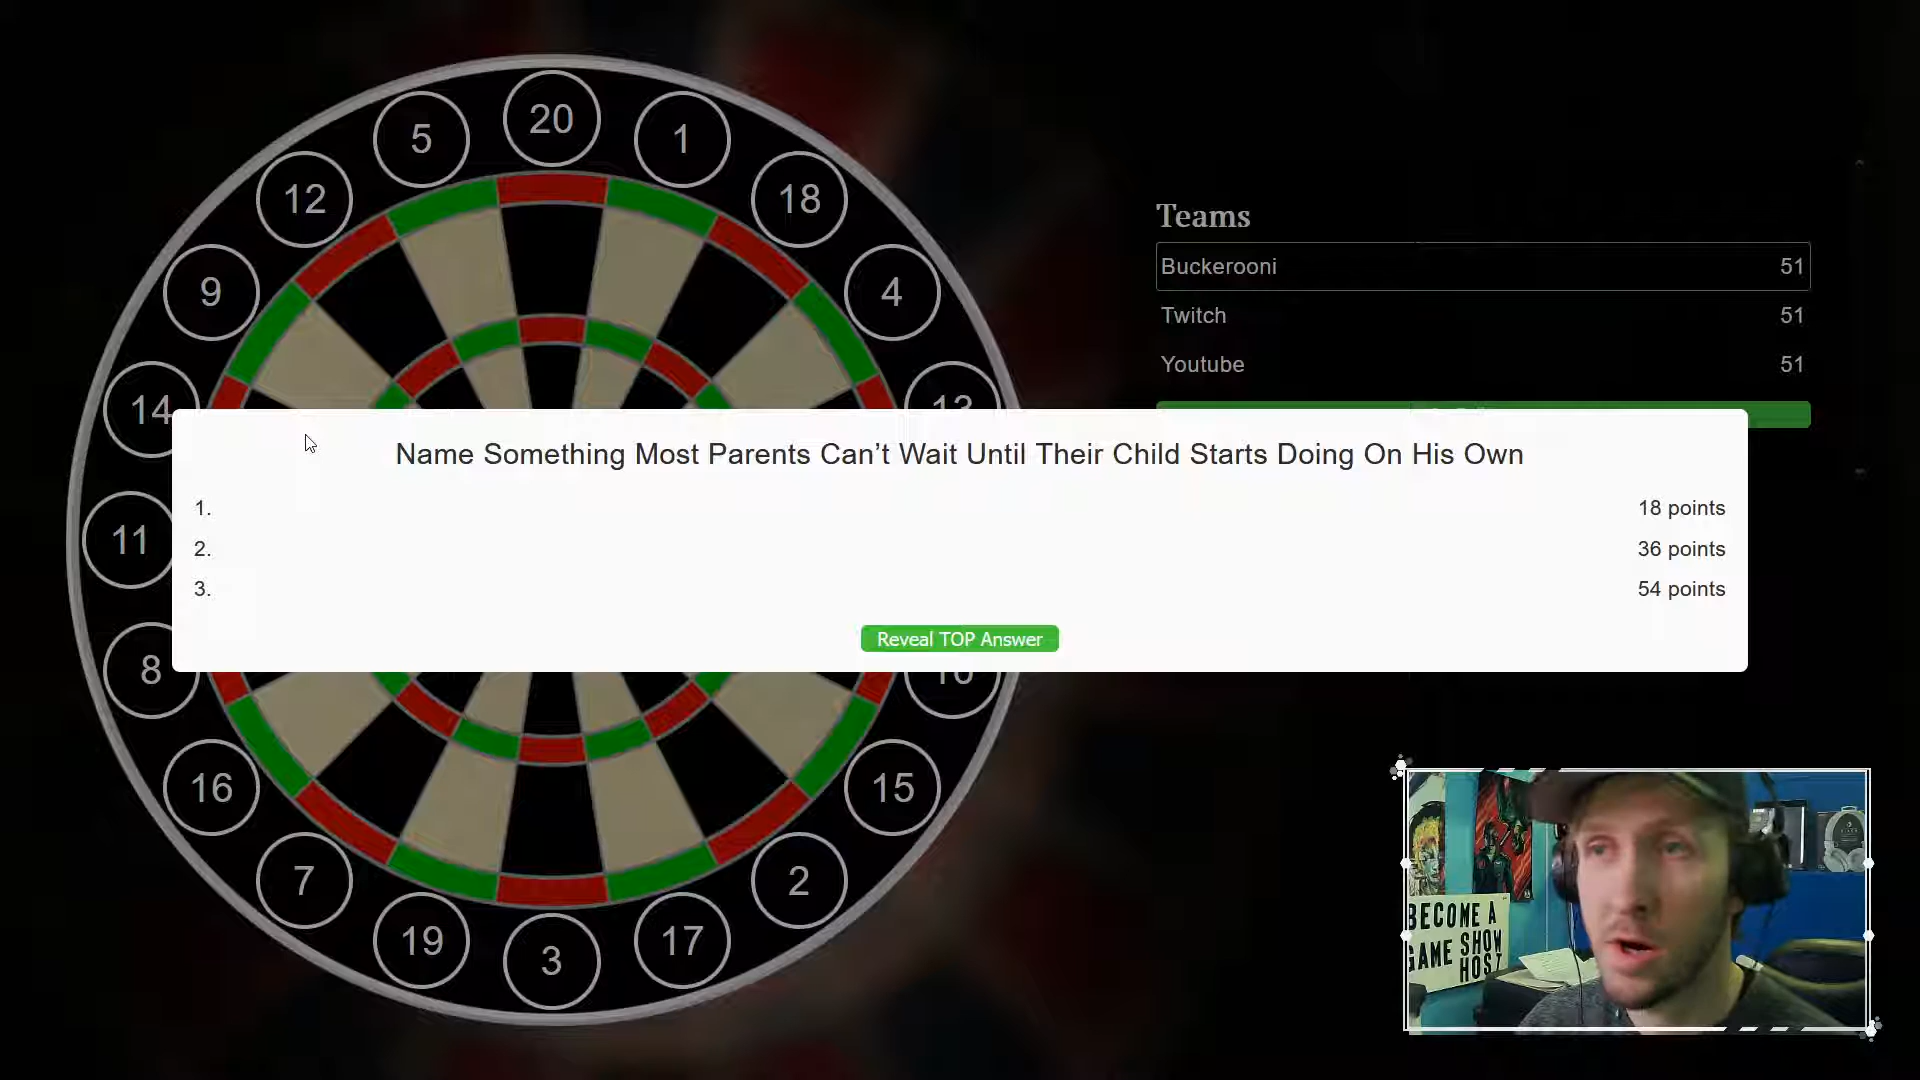 20
5
1
12
18
9
4
Teams
Buckerooni 51
Twitch 51
Youtube 51
14
13
Name Something Most Parents Can’t Wait Until Their Child Starts Doing On His Own
1. 18 points
2. 36 points
3. 54 points
Reveal TOP Answer
11
8
10
16
15
7
2
19
17
3
BECOME A
GAME SHOW
HOST